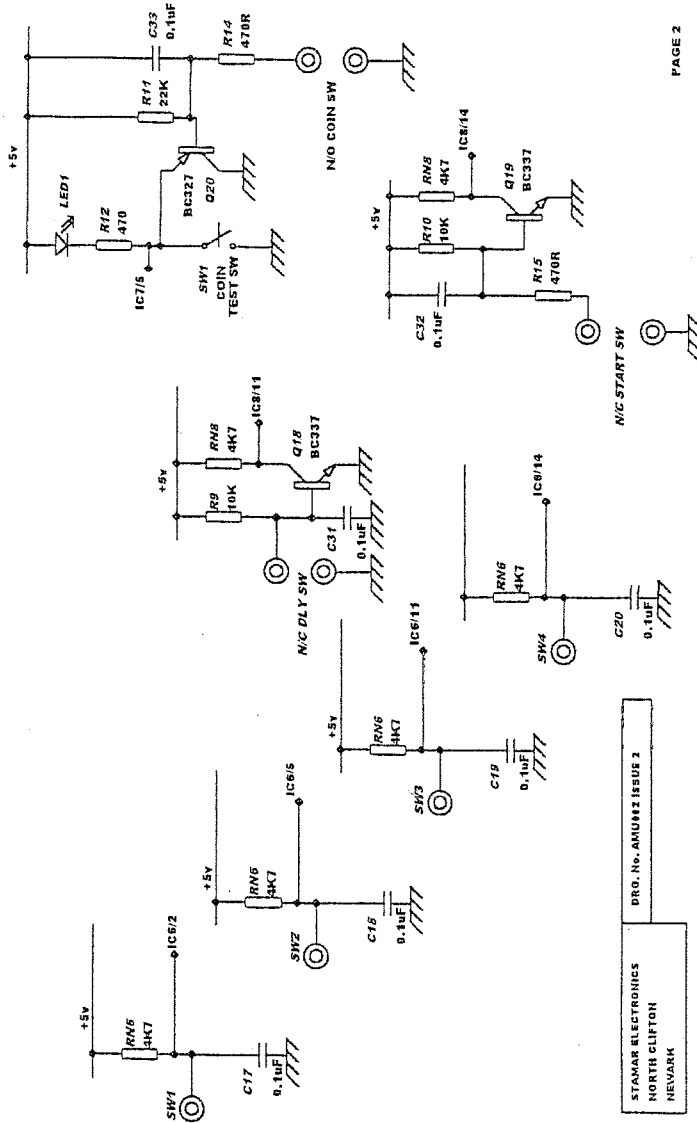 +5v
RN6
4K7
IC6/2
SW1
C17
0.1uF
+5v
RN6
4K7
IC6/5
SW2
C18
0.1uF
+5v
RN6
4K7
IC6/11
SW3
C19
0.1uF
RN6
4K7
SW4
C20
0.1uF
+5v
R9
10K
RN8
4K7
IC8/11
Q18
BC337
C31
0.1uF
N/C DLY SW
+5v
LED1
R12
470
IC7/5
SW1
COIN
TEST SW
BC327
Q20
R11
22K
C33
0.1uF
R14
470R
N/O COIN SW
+5v
C32
0.1uF
R10
10K
RN8
4K7
IC8/14
Q19
BC337
R15
470R
N/C START SW
STAMAR ELECTRONICS
NORTH CLIFTON
NEWARK
DRG. No. ISSUE 2
PAGE 2